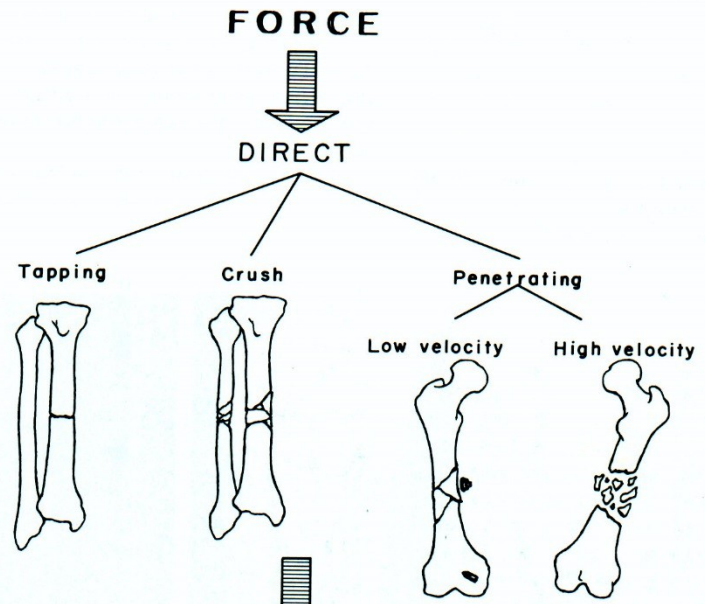 FORCE
DIRECT
Tapping
Crush
Penetrating
Low velocity
High velocity